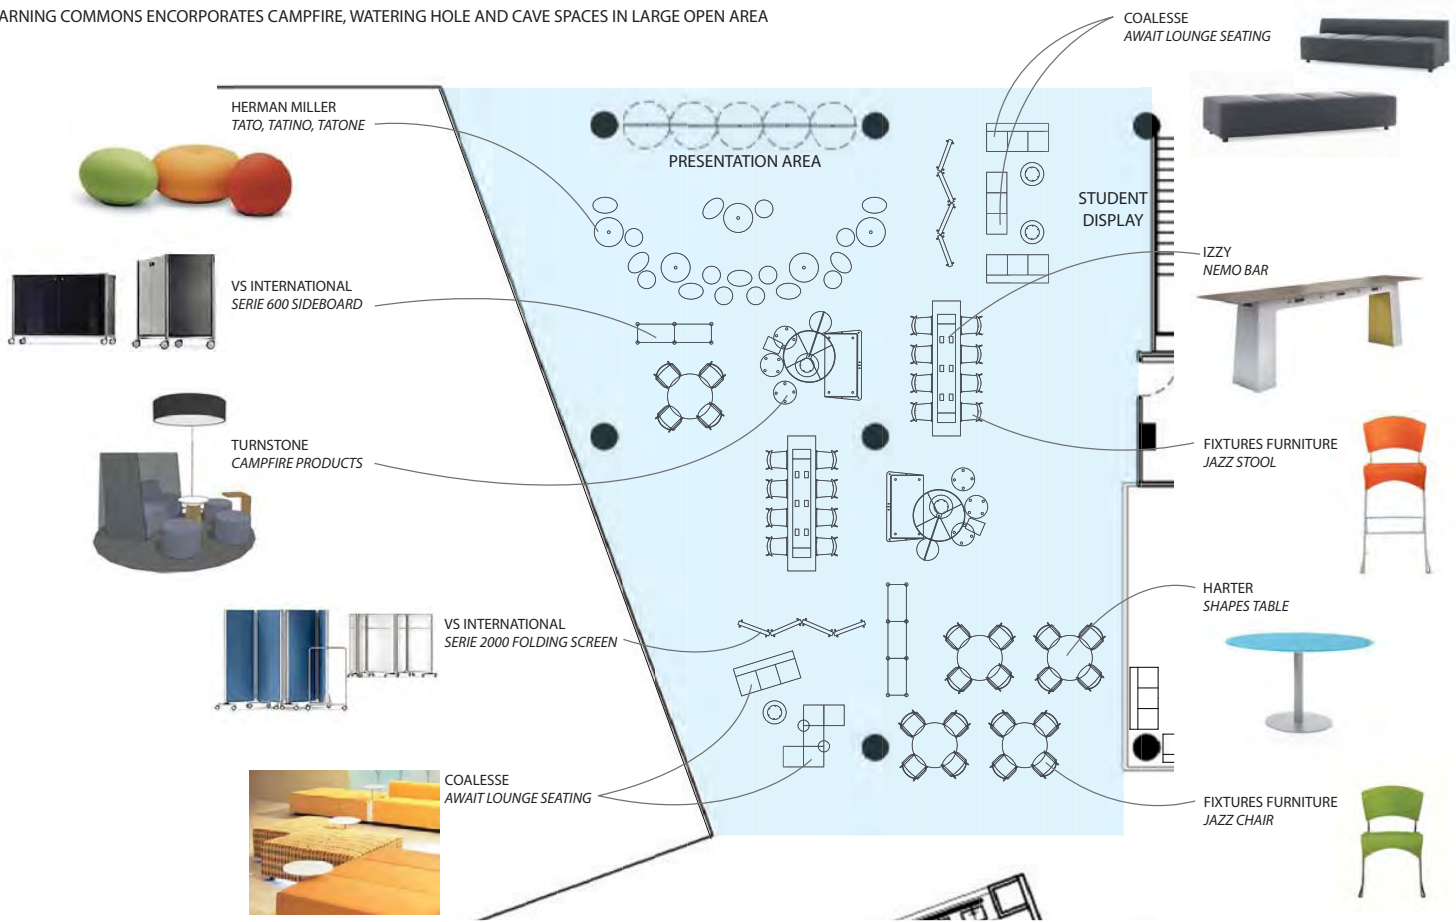 ARNING COMMONS ENCORPORATES CAMPFIRE, WATERING HOLE AND CAVE SPACES IN LARGE OPEN AREA
COALESSE
AWAIT LOUNGE SEATING
HERMAN MILLER
TATO, TATINO, TATONE
PRESENTATION AREA
STUDENT
DISPLAY
IZZY
NEMO BAR
VS INTERNATIONAL
SERIE 600 SIDEBOARD
TURNSTONE
CAMPFIRE PRODUCTS
FIXTURES FURNITURE
JAZZ STOOL
HARTER
SHAPES TABLE
VS INTERNATIONAL
SERIE 2000 FOLDING SCREEN
COALESSE
AWAIT LOUNGE SEATING
FIXTURES FURNITURE
JAZZ CHAIR